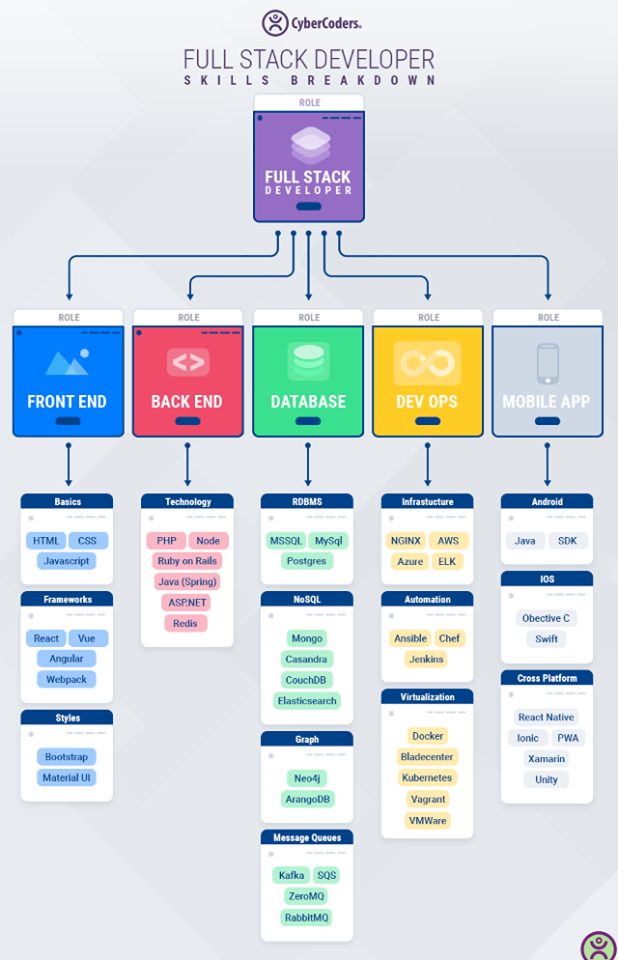 CyberCoders.
FULL STACK DEVELOPER
SKILLS BREAKDOWN
ROLE
FULL STACK
DEVELOPER
ROLE
FRONT END
ROLE
BACK END
ROLE
DATABASE
ROLE
DEV OPS
ROLE
MOBILE APP
Basics
HTML CSS
Javascript
Frameworks
React Vue
Angular
Webpack
Styles
Bootstrap
Material UI
Technology
PHP Node
Ruby on Rails
Java (Spring)
ASP.NET
Redis
RDBMS
MSSQL MySql
Postgres
NoSQL
Mongo
Casandra
CouchDB
Elasticsearch
Graph
Neo4j
ArangoDB
Message Queues
Kafka SQS
ZeroMQ
RabbitMQ
Infrastucture
NGINX AWS
Azure ELK
Automation
Ansible Chef
Jenkins
Virtualization
Docker
Bladecenter
Kubernetes
Vagrant
VMWare
Android
Java SDK
IOS
Obective C
Swift
Cross Platform
React Native
Ionic PWA
Xamarin
Unity